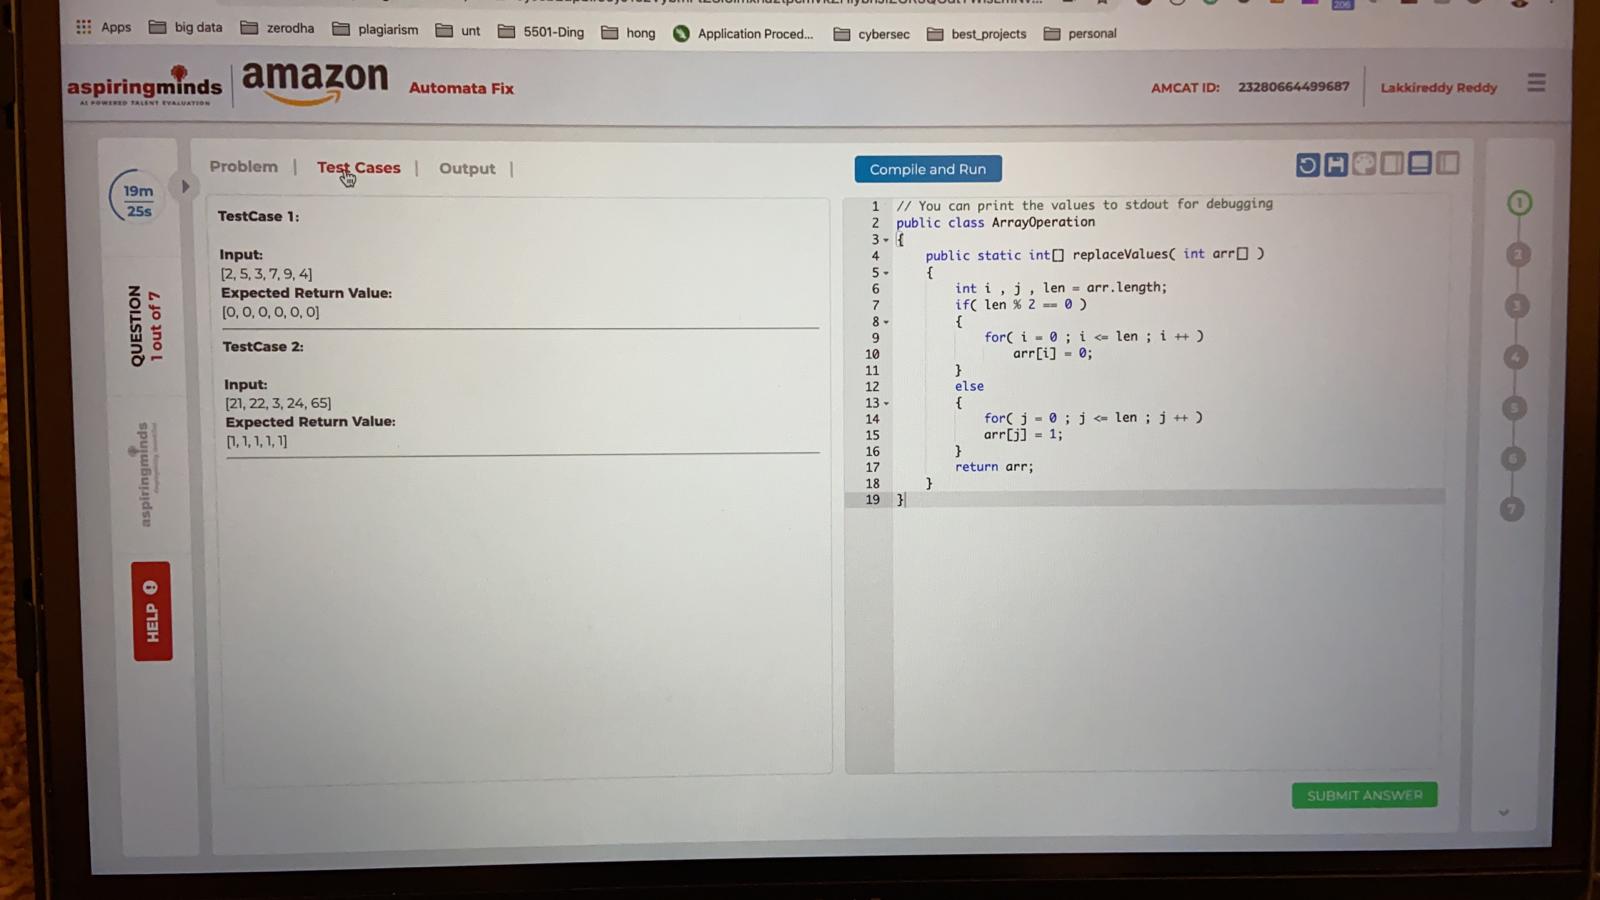 Apps big data zerodha plagiarism unt 5501-Ding hong Application Proced... cybersec best_projects personal
aspiringminds amazon Automata Fix AMCAT ID: 23280664499687 Lakkireddy Reddy
AI POWERED TALENT EVALUATION
19m
25s
QUESTION
1 out of 7
aspiringminds
HELP
Problem | Test Cases | Output |
TestCase 1:
Input:
[2, 5, 3, 7, 9, 4]
Expected Return Value:
[0, 0, 0, 0, 0, 0]
TestCase 2:
Input:
[21, 22, 3, 24, 65]
Expected Return Value:
[1, 1, 1, 1, 1]
Compile and Run
1 // You can print the values to stdout for debugging
2 public class ArrayOperation
3 {
4 public static int[] replaceValues( int arr[] )
5 {
6 int i , j , len = arr.length;
7 if( len % 2 == 0 )
8 {
9 for( i = 0 ; i <= len ; i ++ )
10 arr[i] = 0;
11 }
12 else
13 {
14 for( j = 0 ; j <= len ; j ++ )
15 arr[j] = 1;
16 }
17 return arr;
18 }
19 }
SUBMIT ANSWER
1
2
3
4
5
6
7
206